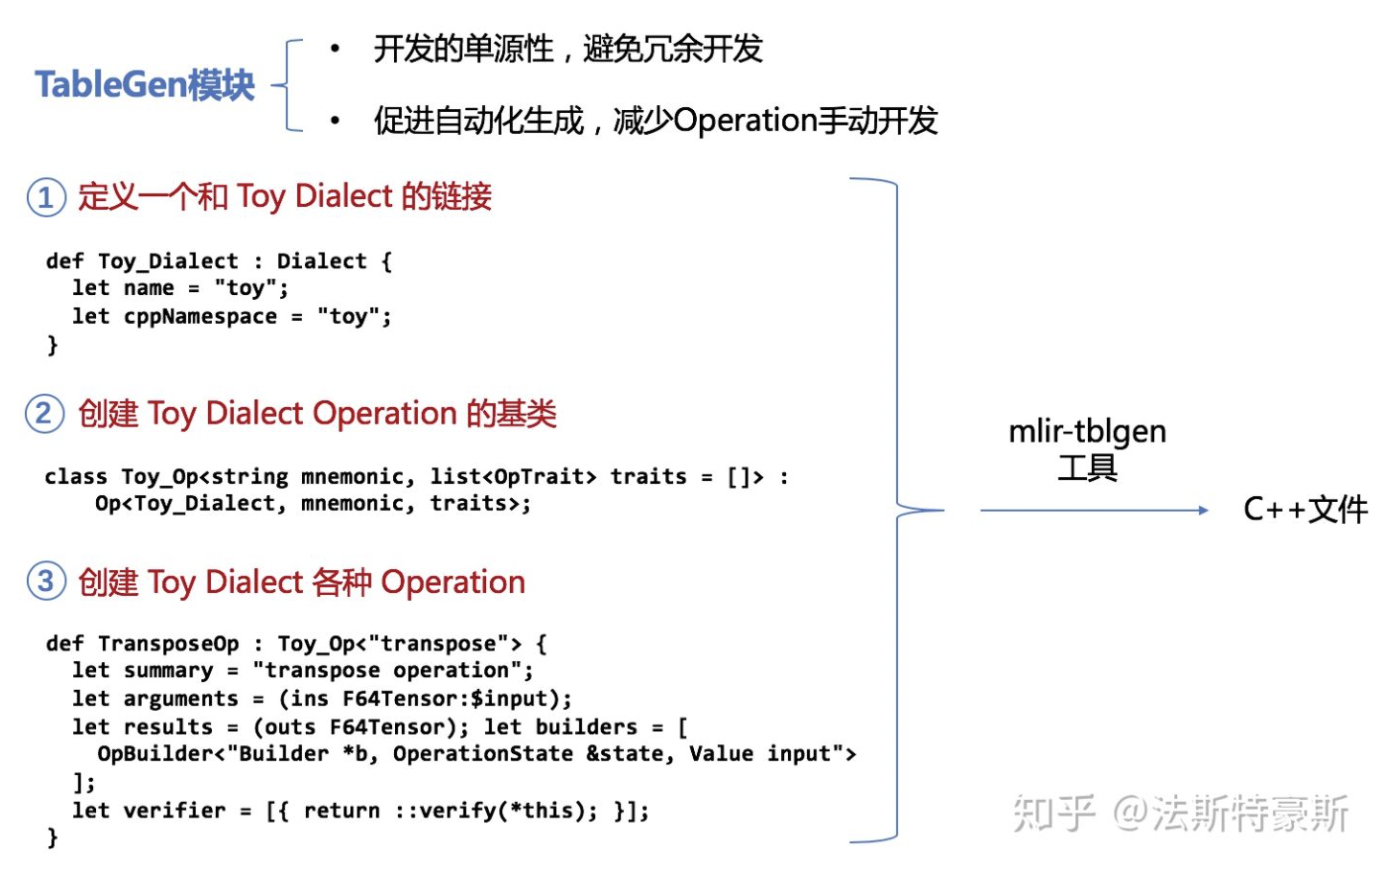 TableGen模块
• 开发的单源性，避免冗余开发
• 促进自动化生成，减少Operation手动开发
① 定义一个和 Toy Dialect 的链接
def Toy_Dialect : Dialect {
  let name = "toy";
  let cppNamespace = "toy";
}
② 创建 Toy Dialect Operation 的基类
class Toy_Op<string mnemonic, list<OpTrait> traits = []> :
    Op<Toy_Dialect, mnemonic, traits>;
③ 创建 Toy Dialect 各种 Operation
def TransposeOp : Toy_Op<"transpose"> {
  let summary = "transpose operation";
  let arguments = (ins F64Tensor:$input);
  let results = (outs F64Tensor); let builders = [
    OpBuilder<"Builder *b, OperationState &state, Value input">
  ];
  let verifier = [{ return ::verify(*this); }];
}
mlir-tblgen
工具
C++文件
知乎 @法斯特豪斯